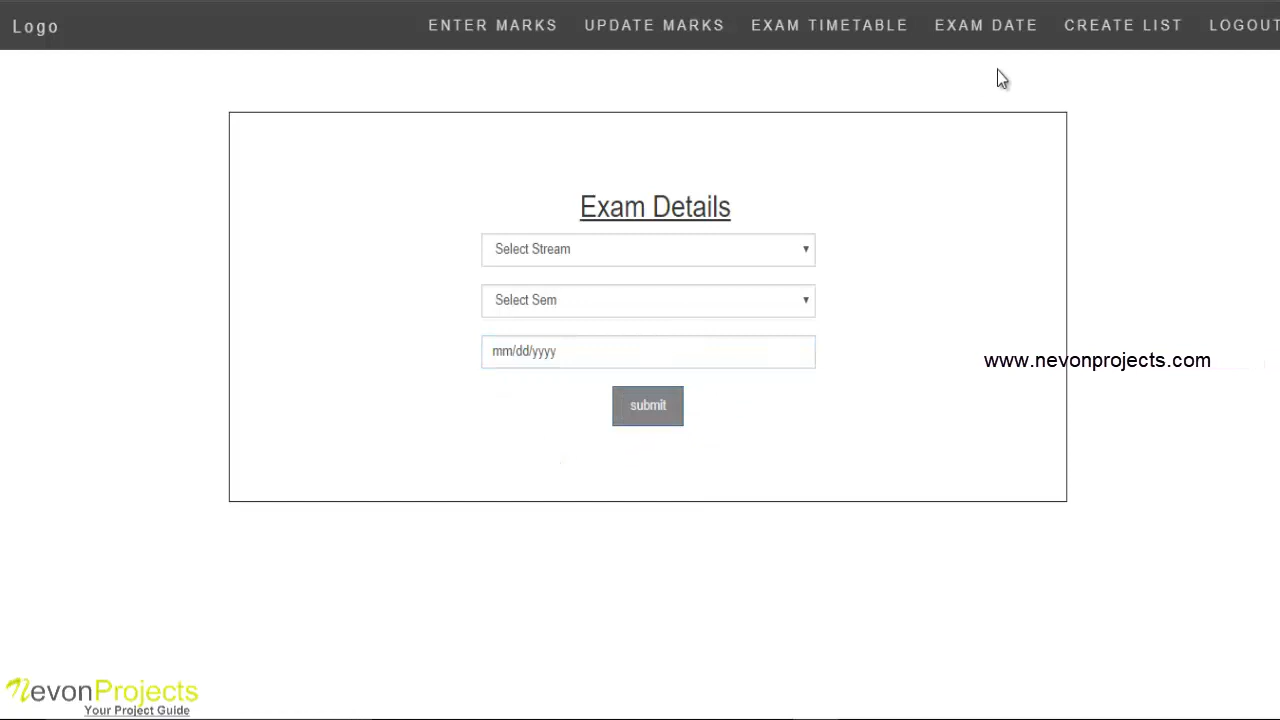 Logo ENTER MARKS UPDATE MARKS EXAM TIMETABLE EXAM DATE CREATE LIST LOGOUT
Exam Details
Select Stream
Select Sem
mm/dd/yyyy
www.nevonprojects.com
submit
NevonProjects
Your Project Guide